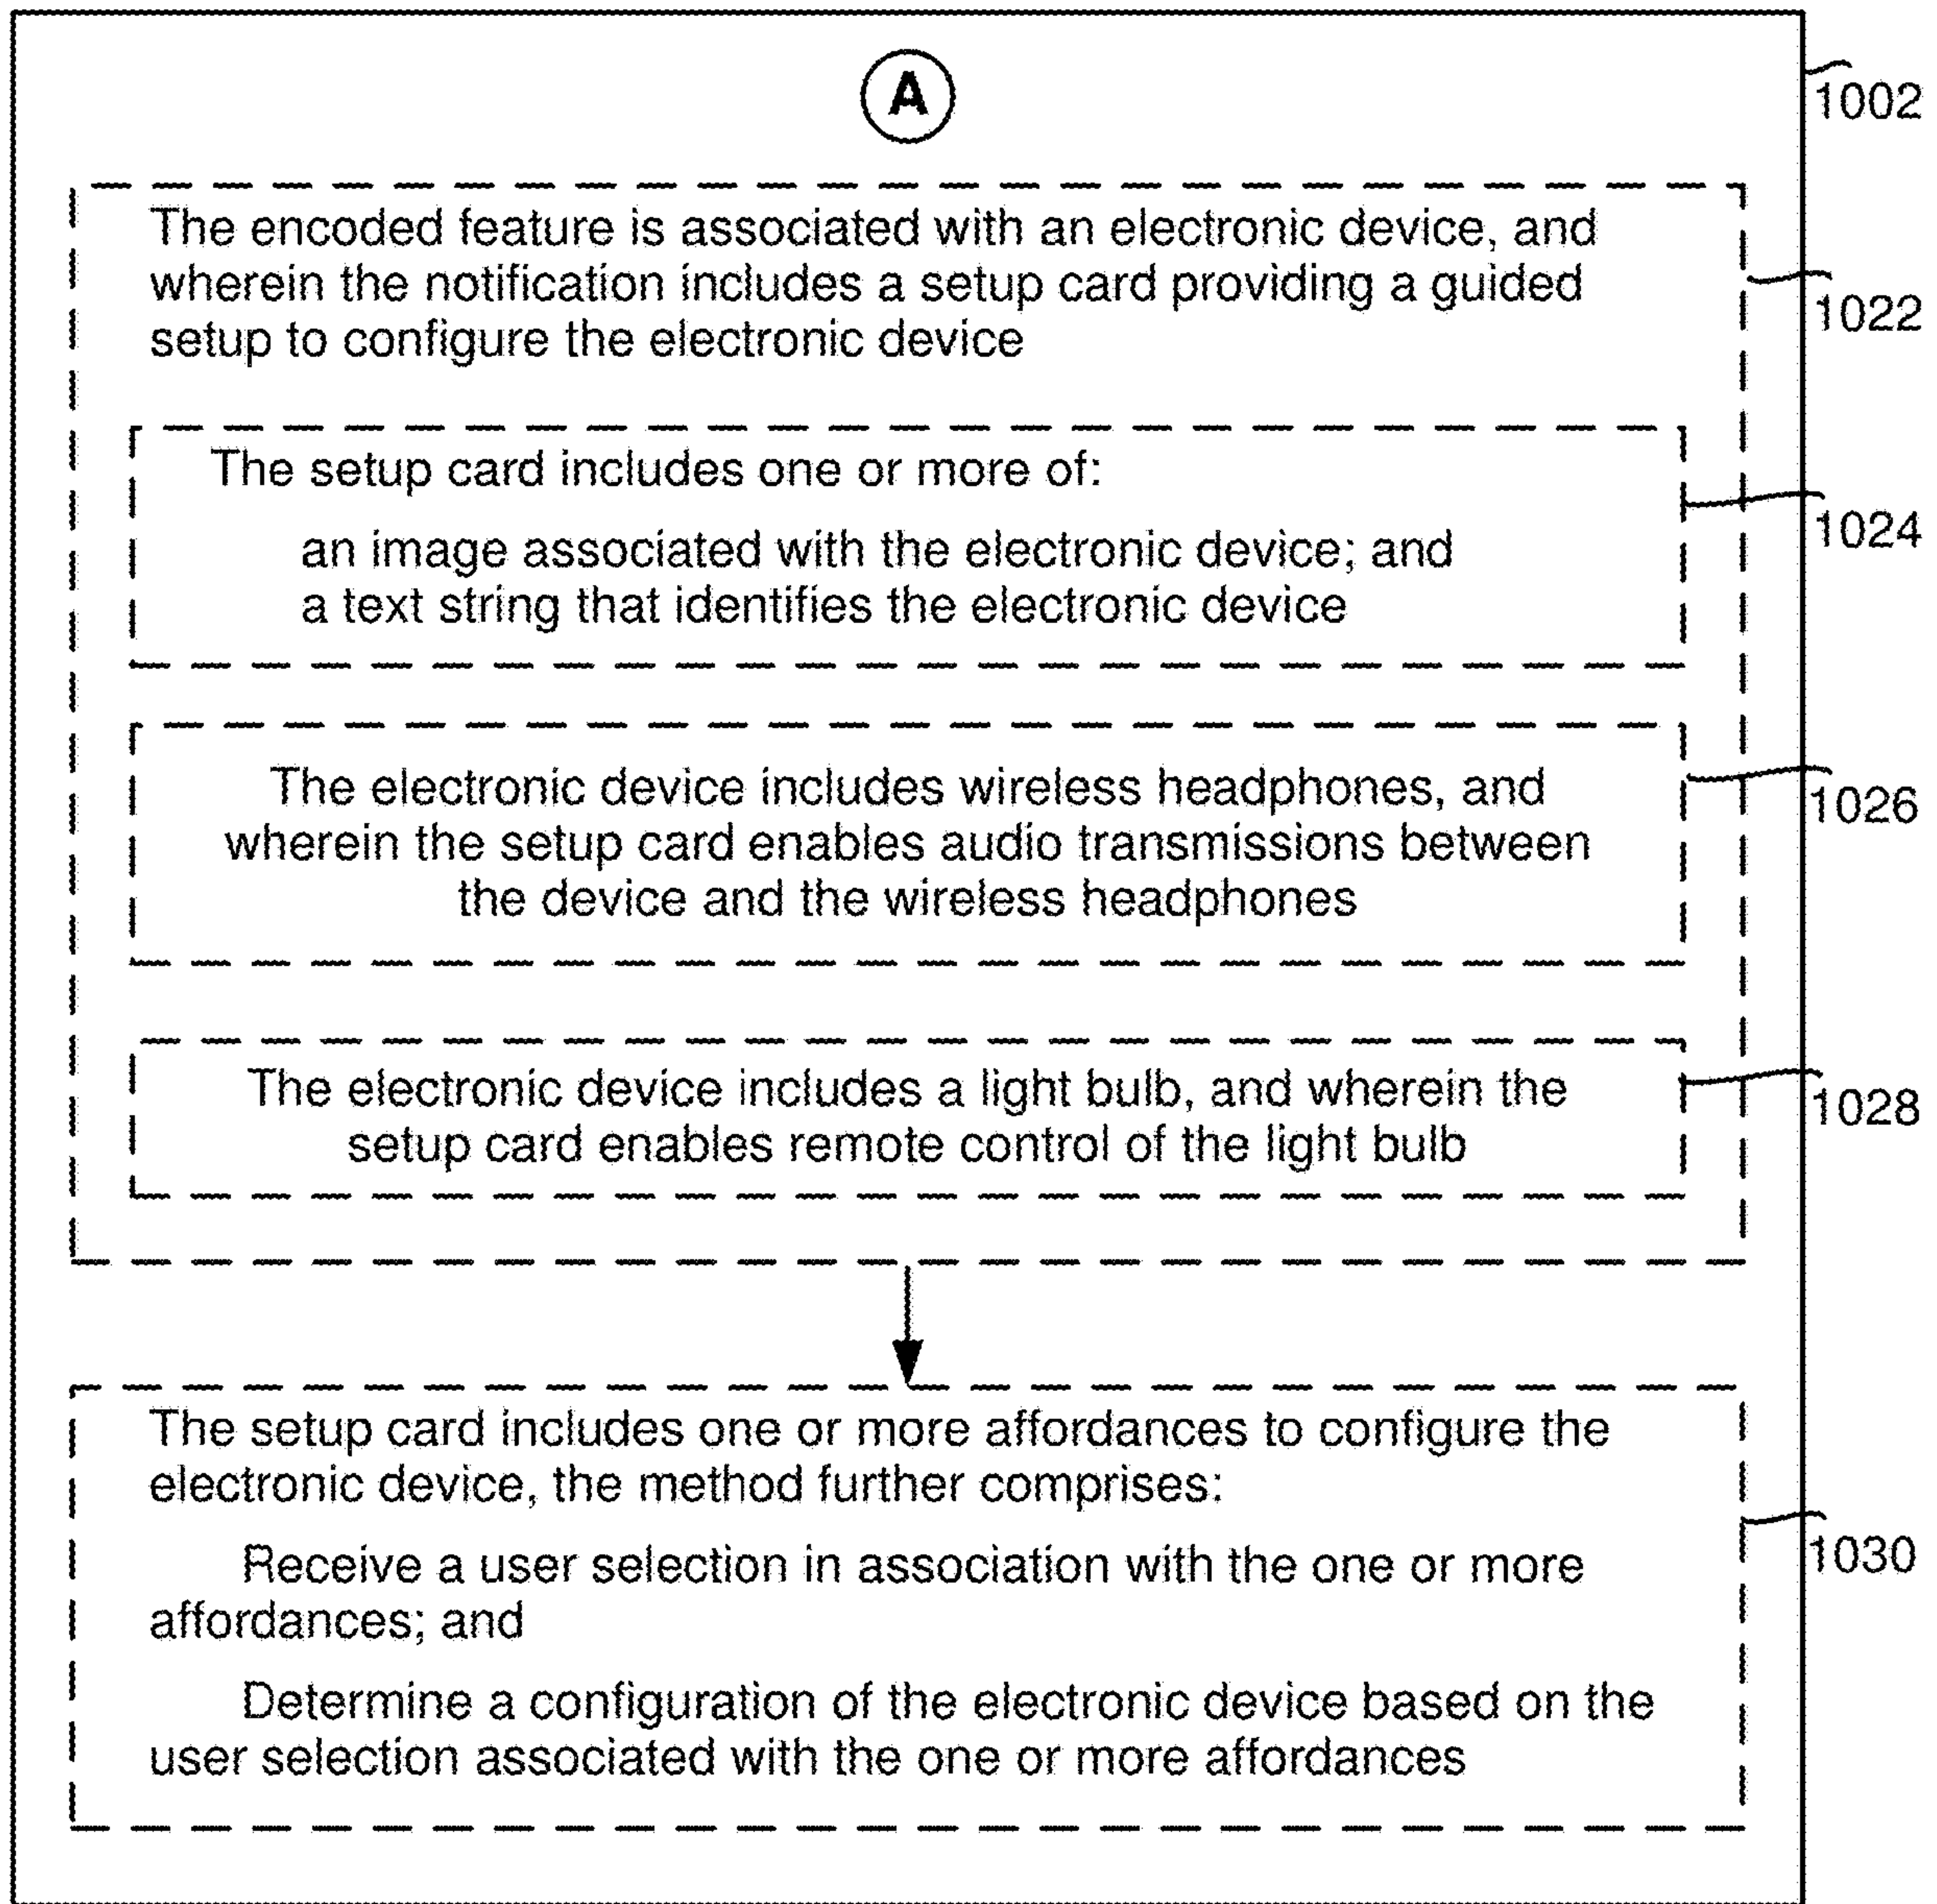 A
1002
The encoded feature is associated with an electronic device, and
wherein the notification includes a setup card providing a guided
setup to configure the electronic device
1022
The setup card includes one or more of:
an image associated with the electronic device; and
a text string that identifies the electronic device
1024
The electronic device includes wireless headphones, and
wherein the setup card enables audio transmissions between
the device and the wireless headphones
1026
The electronic device includes a light bulb, and wherein the
setup card enables remote control of the light bulb
1028
The setup card includes one or more affordances to configure the
electronic device, the method further comprises:
Receive a user selection in association with the one or more
affordances; and
Determine a configuration of the electronic device based on the
user selection associated with the one or more affordances
1030